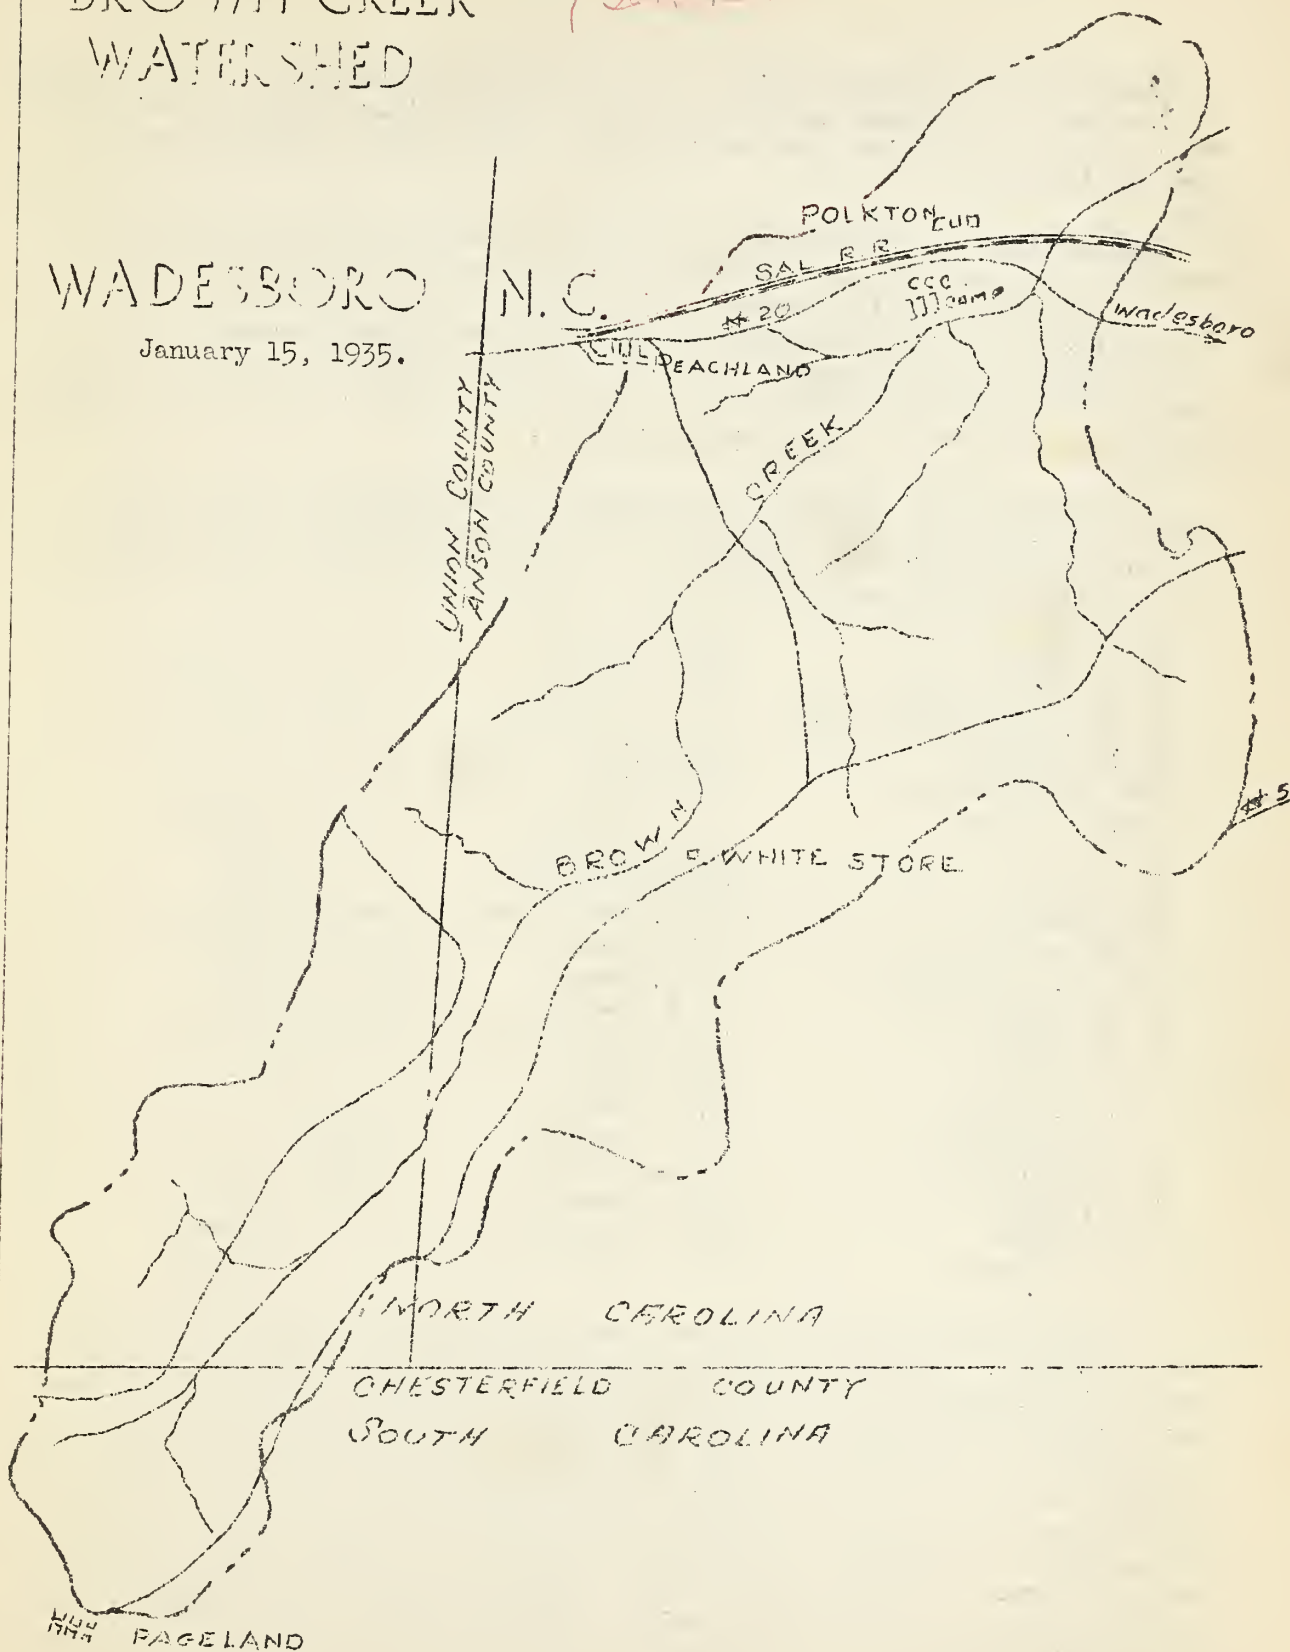 BROWN CREEK
WATERSHED
WADESBORO N.C.
January 15, 1935.
POLKTON
SAL R.R.
CCC
camp
# 20
Wadesboro
PEACHLAND
UNION COUNTY
ANSON COUNTY
CREEK
# 5
BROWN
WHITE STORE
NORTH CAROLINA
CHESTERFIELD COUNTY
SOUTH CAROLINA
PAGELAND